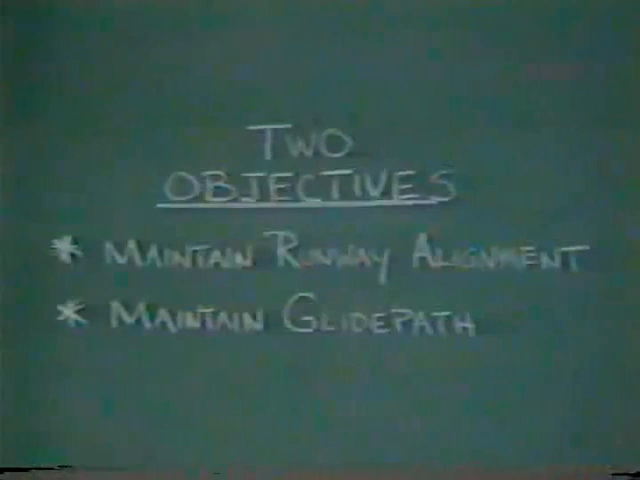 TWO
OBJECTIVES
* MAINTAIN RUNWAY ALIGNMENT
* MAINTAIN GLIDEPATH